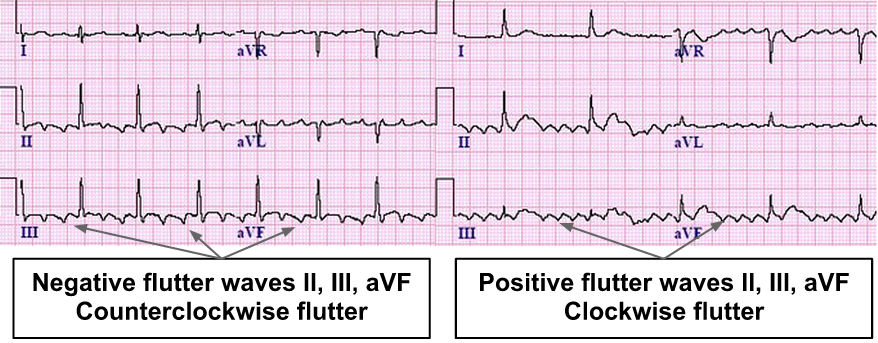 I aVR
II aVL
III aVF
I aVR
II aVL
III aVF
Negative flutter waves II, III, aVF
Counterclockwise flutter
Positive flutter waves II, III, aVF
Clockwise flutter